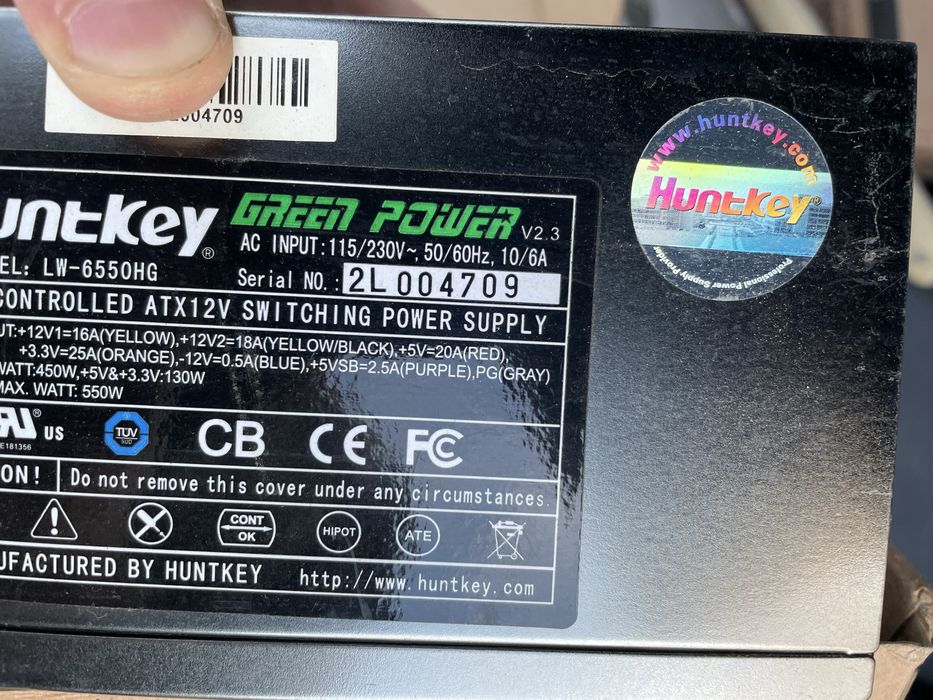 004709
www.huntkey.com
Huntkey®
Professional Power Supply Provider
untkey® GREEN POWER V2.3
AC INPUT:115/230V~, 50/60Hz, 10/6A
EL: LW-6550HG
Serial NO.: 2L004709
CONTROLLED ATX12V SWITCHING POWER SUPPLY
UT:+12V1=16A(YELLOW),+12V2=18A(YELLOW/BLACK),+5V=20A(RED),
+3.3V=25A(ORANGE),-12V=0.5A(BLUE),+5VSB=2.5A(PURPLE),PG(GRAY)
WATT:450W,+5V&+3.3V:130W
MAX. WATT: 550W
RU® US
E181356
TÜV
SÜD
CB CE FC
ON! Do not remove this cover under any circumstances.
CONT
OK
HIPOT
ATE
UFACTURED BY HUNTKEY http://www.huntkey.com